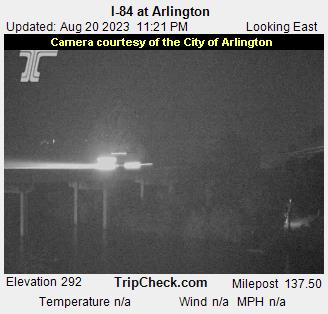 I-84 at Arlington
Updated: Aug 20 2023 11:21 PM Looking East
Camera courtesy of the City of Arlington
Elevation 292 TripCheck.com Milepost 137.50
Temperature n/a Wind n/a MPH n/a